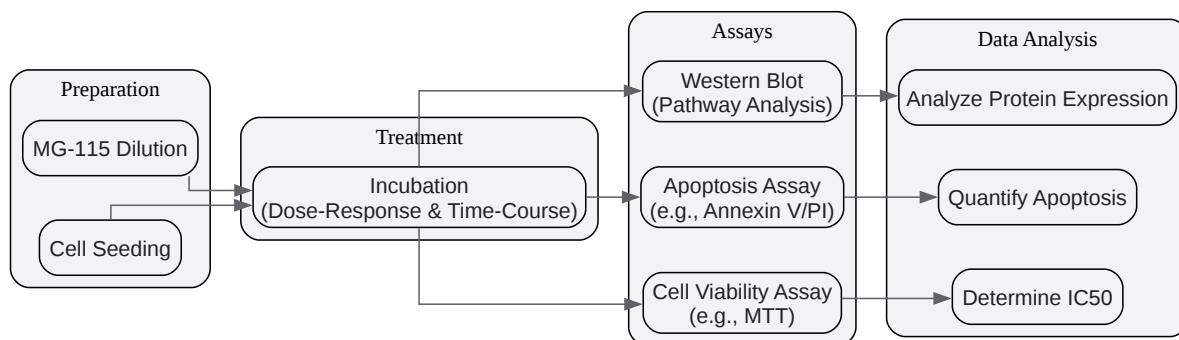 Preparation
MG-115 Dilution
Cell Seeding
Treatment
Incubation
(Dose-Response & Time-Course)
Assays
Western Blot
(Pathway Analysis)
Apoptosis Assay
(e.g., Annexin V/PI)
Cell Viability Assay
(e.g., MTT)
Data Analysis
Analyze Protein Expression
Quantify Apoptosis
Determine IC50